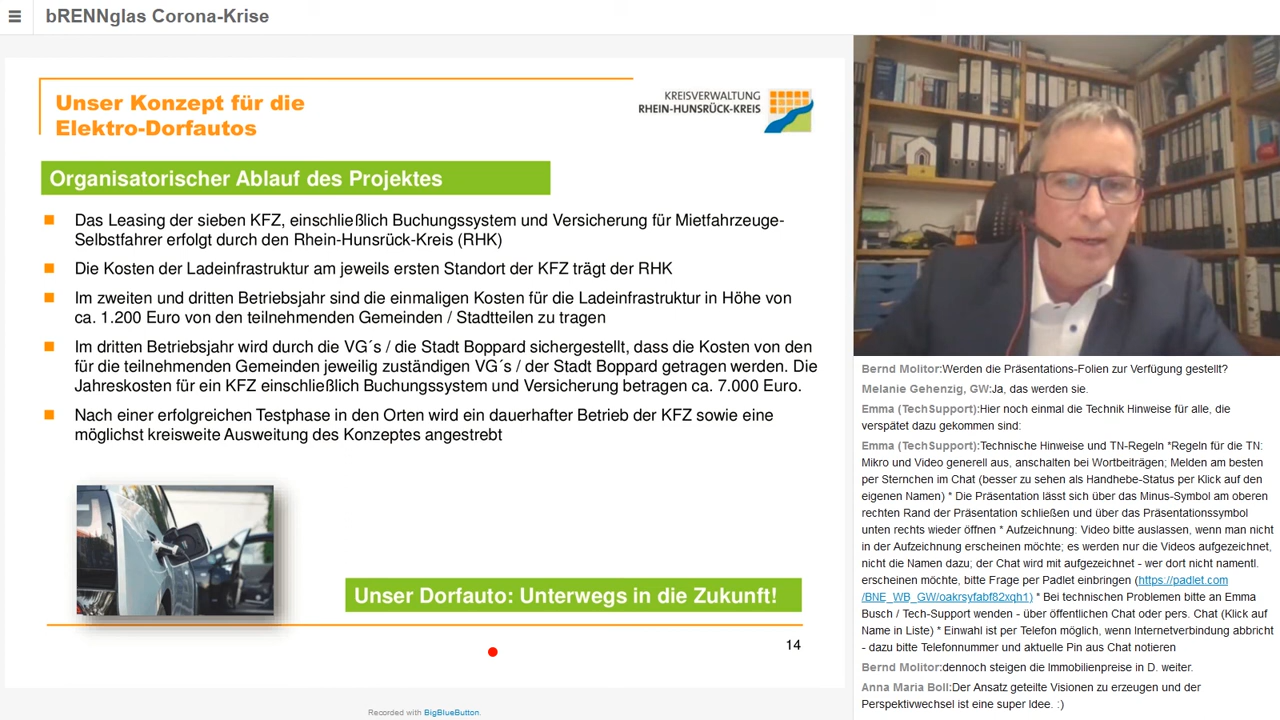 bRENNglas Corona-Krise
Unser Konzept für die
Elektro-Dorfautos
KREISVERWALTUNG
RHEIN-HUNSRÜCK-KREIS
Organisatorischer Ablauf des Projektes
Das Leasing der sieben KFZ, einschließlich Buchungssystem und Versicherung für Mietfahrzeuge-
Selbstfahrer erfolgt durch den Rhein-Hunsrück-Kreis (RHK)
Die Kosten der Ladeinfrastruktur am jeweils ersten Standort der KFZ trägt der RHK
Im zweiten und dritten Betriebsjahr sind die einmaligen Kosten für die Ladeinfrastruktur in Höhe von
ca. 1.200 Euro von den teilnehmenden Gemeinden / Stadtteilen zu tragen
Im dritten Betriebsjahr wird durch die VG´s / die Stadt Boppard sichergestellt, dass die Kosten von den
für die teilnehmenden Gemeinden jeweilig zuständigen VG´s / der Stadt Boppard getragen werden. Die
Jahreskosten für ein KFZ einschließlich Buchungssystem und Versicherung betragen ca. 7.000 Euro.
Nach einer erfolgreichen Testphase in den Orten wird ein dauerhafter Betrieb der KFZ sowie eine
möglichst kreisweite Ausweitung des Konzeptes angestrebt
Unser Dorfauto: Unterwegs in die Zukunft!
14
Recorded with BigBlueButton.
Bernd Molitor:Werden die Präsentations-Folien zur Verfügung gestellt?
Melanie Gehenzig, GW:Ja, das werden sie.
Emma (TechSupport):Hier noch einmal die Technik Hinweise für alle, die
verspätet dazu gekommen sind:
Emma (TechSupport):Technische Hinweise und TN-Regeln *Regeln für die TN:
Mikro und Video generell aus, anschalten bei Wortbeiträgen; Melden am besten
per Sternchen im Chat (besser zu sehen als Handhebe-Status per Klick auf den
eigenen Namen) * Die Präsentation lässt sich über das Minus-Symbol am oberen
rechten Rand der Präsentation schließen und über das Präsentationssymbol
unten rechts wieder öffnen * Aufzeichnung: Video bitte auslassen, wenn man nicht
in der Aufzeichnung erscheinen möchte; es werden nur die Videos aufgezeichnet,
nicht die Namen dazu; der Chat wird mit aufgezeichnet - wer dort nicht namentl.
erscheinen möchte, bitte Frage per Padlet einbringen (https://padlet.com
/BNE_WB_GW/oakrsyfabf82xqh1) * Bei technischen Problemen bitte an Emma
Busch / Tech-Support wenden - über öffentlichen Chat oder pers. Chat (Klick auf
Name in Liste) * Einwahl ist per Telefon möglich, wenn Internetverbindung abbricht
- dazu bitte Telefonnummer und aktuelle Pin aus Chat notieren
Bernd Molitor:dennoch steigen die Immobilienpreise in D. weiter.
Anna Maria Boll:Der Ansatz geteilte Visionen zu erzeugen und der
Perspektivwechsel ist eine super Idee. :)